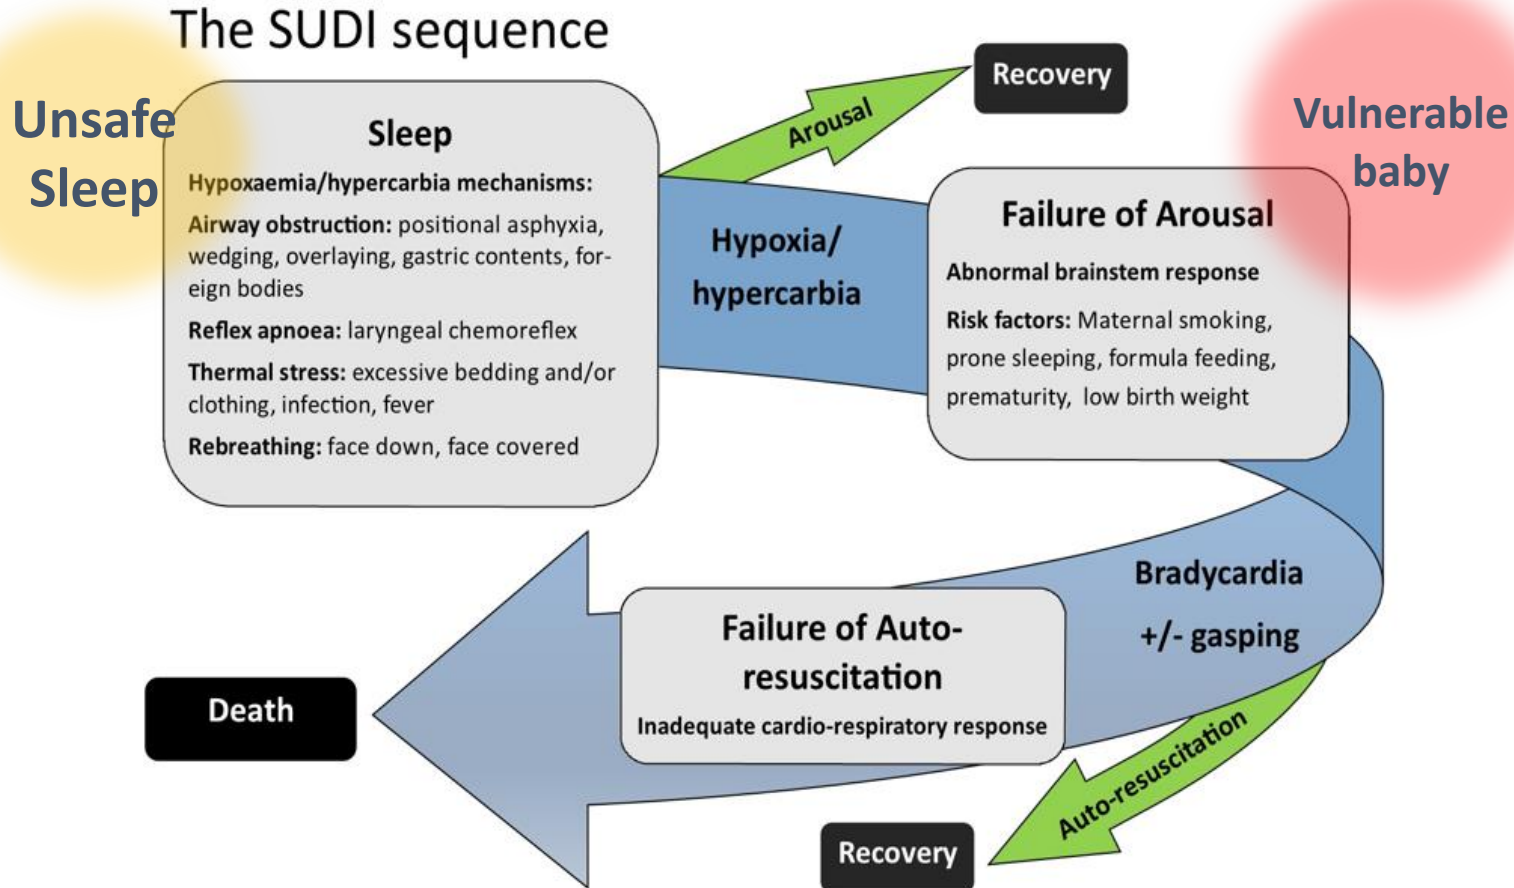 The SUDI sequence
Unsafe
Sleep
Sleep
Hypoxaemia/hypercarbia mechanisms:
Airway obstruction: positional asphyxia,
wedging, overlaying, gastric contents, for-
eign bodies
Reflex apnoea: laryngeal chemoreflex
Thermal stress: excessive bedding and/or
clothing, infection, fever
Rebreathing: face down, face covered
Arousal
Recovery
Hypoxia/
hypercarbia
Vulnerable
baby
Failure of Arousal
Abnormal brainstem response
Risk factors: Maternal smoking,
prone sleeping, formula feeding,
prematurity, low birth weight
Bradycardia
+/- gasping
Auto-resuscitation
Recovery
Failure of Auto-
resuscitation
Inadequate cardio-respiratory response
Death